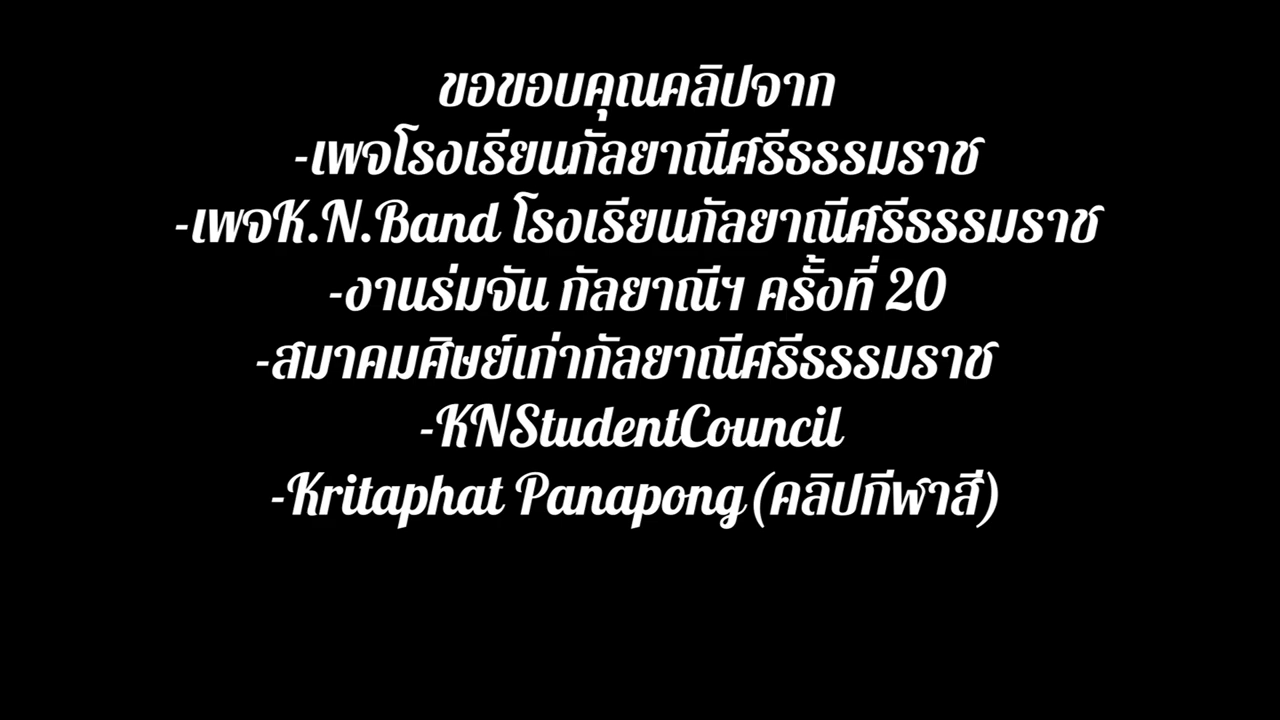 ขอขอบคุณคลิปจาก
-เพจโรงเรียนกัลยาณีศรีธรรมราช
-เพจK.N.Band โรงเรียนกัลยาณีศรีธรรมราช
-งานร่มจัน กัลยาณีฯ ครั้งที่ 20
-สมาคมศิษย์เก่ากัลยาณีศรีธรรมราช
-KNStudentCouncil
-Kritaphat Panapong(คลิปกีฬาสี)